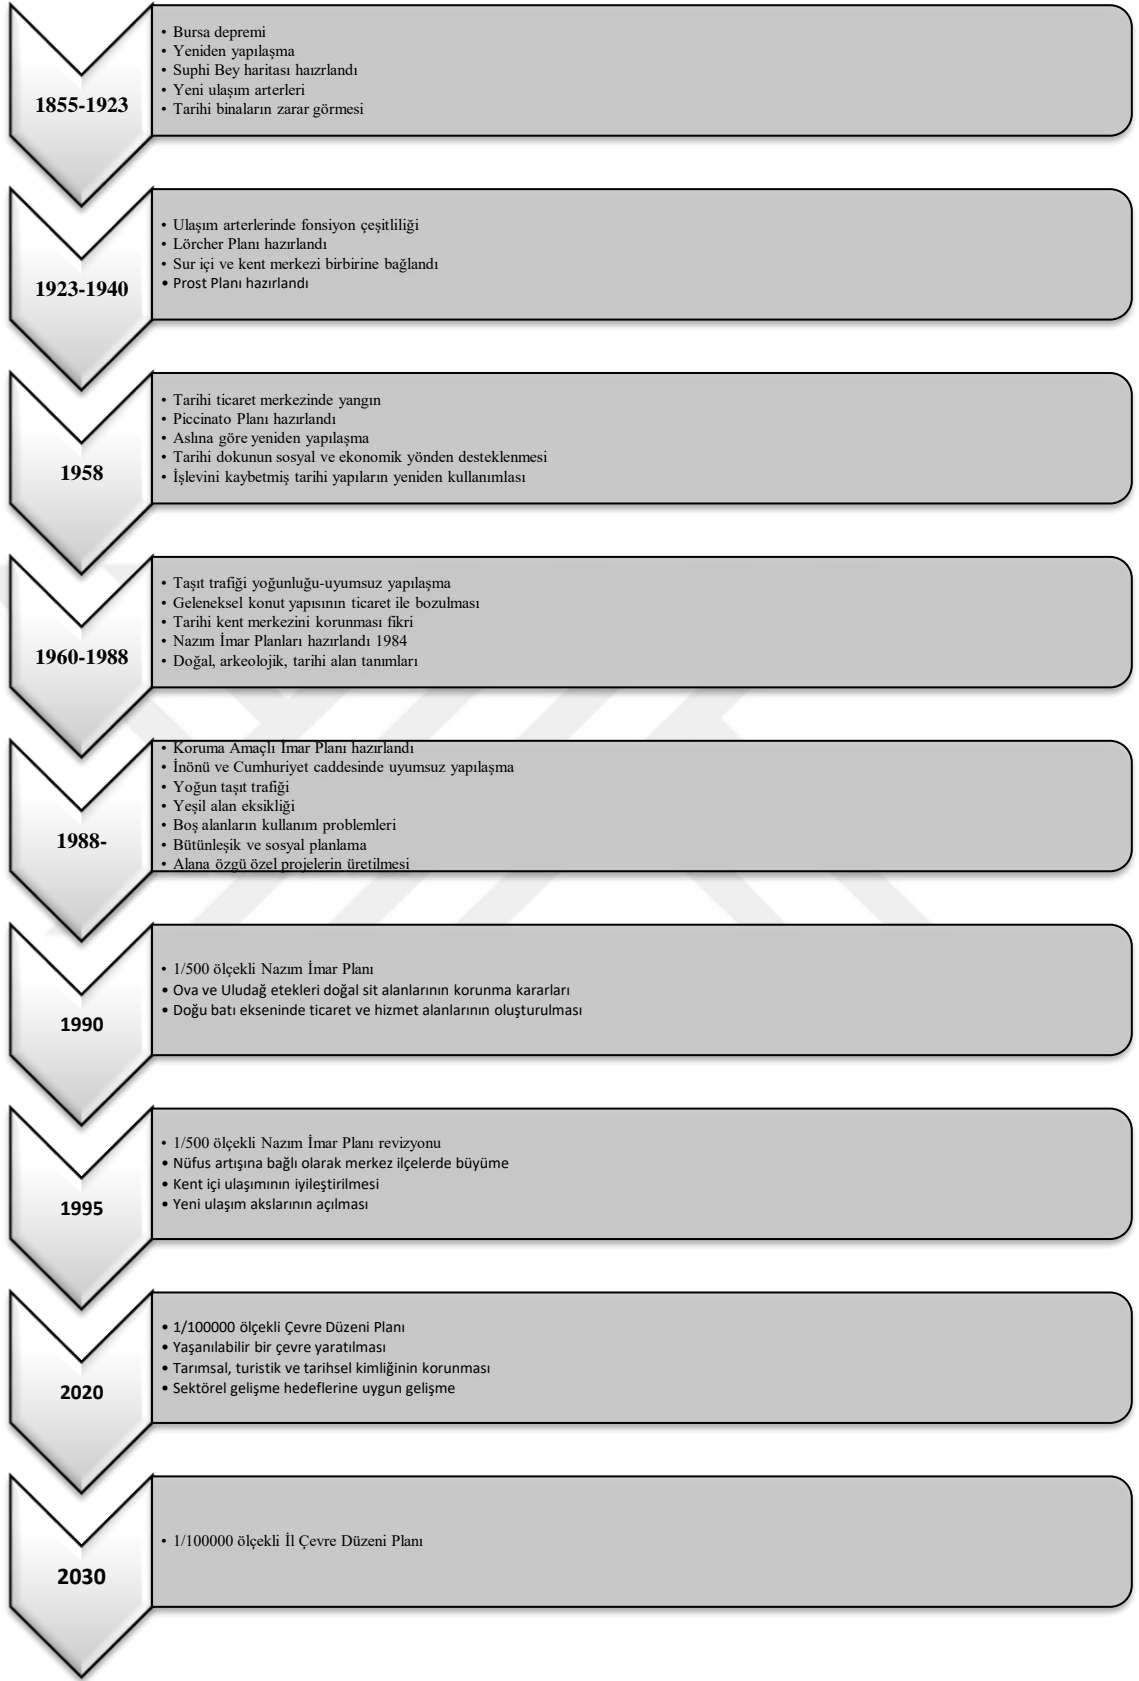 1855-1923
• Bursa depremi
• Yeniden yapılaşma
• Suphi Bey haritası haızrlandı
• Yeni ulaşım arterleri
• Tarihi binaların zarar görmesi
1923-1940
• Ulaşım arterlerinde fonsiyon çeşitliliği
• Lörcher Planı hazırlandı
• Sur içi ve kent merkezi birbirine bağlandı
• Prost Planı hazırlandı
1958
• Tarihi ticaret merkezinde yangın
• Piccinato Planı hazırlandı
• Aslına göre yeniden yapılaşma
• Tarihi dokunun sosyal ve ekonomik yönden desteklenmesi
• İşlevini kaybetmiş tarihi yapıların yeniden kullanımlası
1960-1988
• Taşıt trafiği yoğunluğu-uyumsuz yapılaşma
• Geleneksel konut yapısının ticaret ile bozulması
• Tarihi kent merkezini korunması fikri
• Nazım İmar Planları hazırlandı 1984
• Doğal, arkeolojik, tarihi alan tanımları
1988-
• Koruma Amaçlı İmar Planı hazırlandı
• İnönü ve Cumhuriyet caddesinde uyumsuz yapılaşma
• Yoğun taşıt trafiği
• Yeşil alan eksikliği
• Boş alanların kullanım problemleri
• Bütünleşik ve sosyal planlama
• Alana özgü özel projelerin üretilmesi
1990
• 1/500 ölçekli Nazım İmar Planı
• Ova ve Uludağ etekleri doğal sit alanlarının korunma kararları
• Doğu batı ekseninde ticaret ve hizmet alanlarının oluşturulması
1995
• 1/500 ölçekli Nazım İmar Planı revizyonu
• Nüfus artışına bağlı olarak merkez ilçelerde büyüme
• Kent içi ulaşımının iyileştirilmesi
• Yeni ulaşım akslarının açılması
2020
• 1/100000 ölçekli Çevre Düzeni Planı
• Yaşanılabilir bir çevre yaratılması
• Tarımsal, turistik ve tarihsel kimliğinin korunması
• Sektörel gelişme hedeflerine uygun gelişme
2030
• 1/100000 ölçekli İl Çevre Düzeni Planı